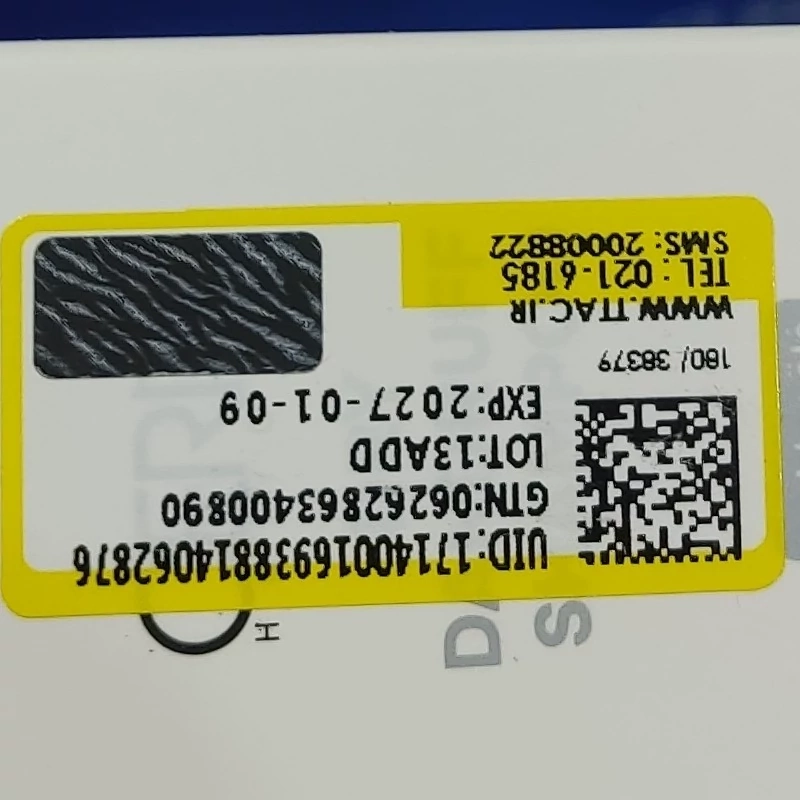 UID:17140016938814062876
GTN:06262863400890
LOT:13ADD
EXP:2027-01-09
180/ 38379
WWW.TTAC.IR
TEL : 021-6185
SMS: 20008822